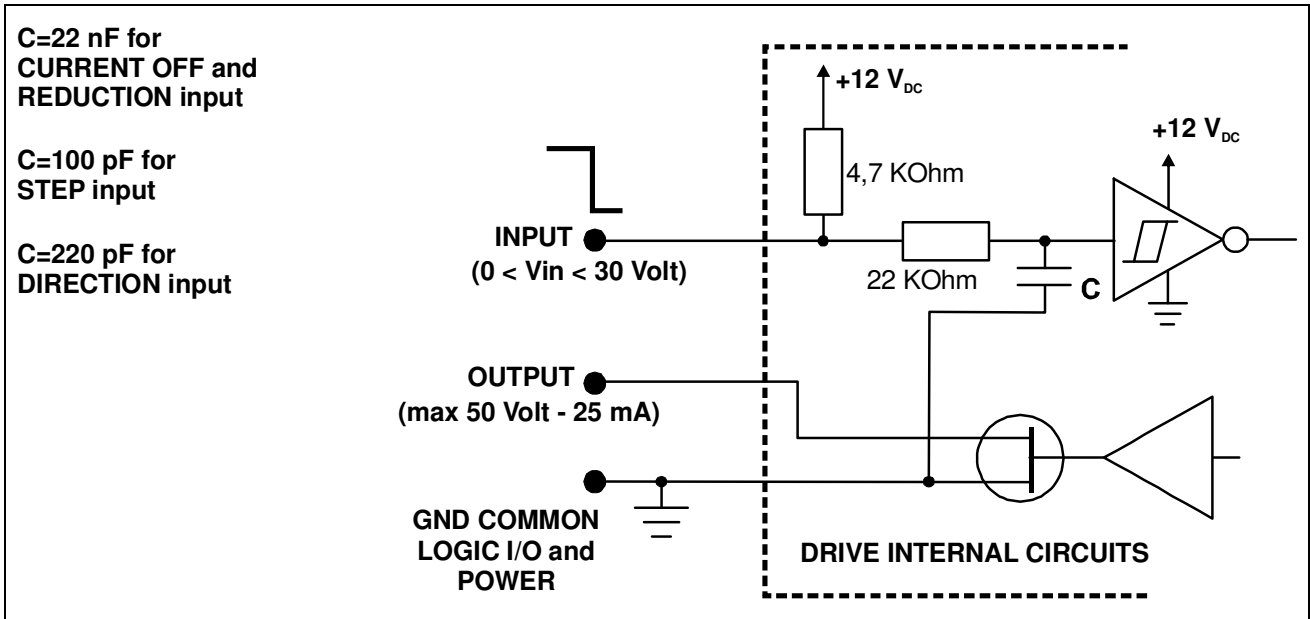 C=22 nF for
CURRENT OFF and
REDUCTION input
C=100 pF for
STEP input
C=220 pF for
DIRECTION input
+12 VDC
+12 VDC
4,7 KOhm
INPUT
(0 < Vin < 30 Volt)
22 KOhm
C
OUTPUT
(max 50 Volt - 25 mA)
GND COMMON
LOGIC I/O and
POWER
DRIVE INTERNAL CIRCUITS